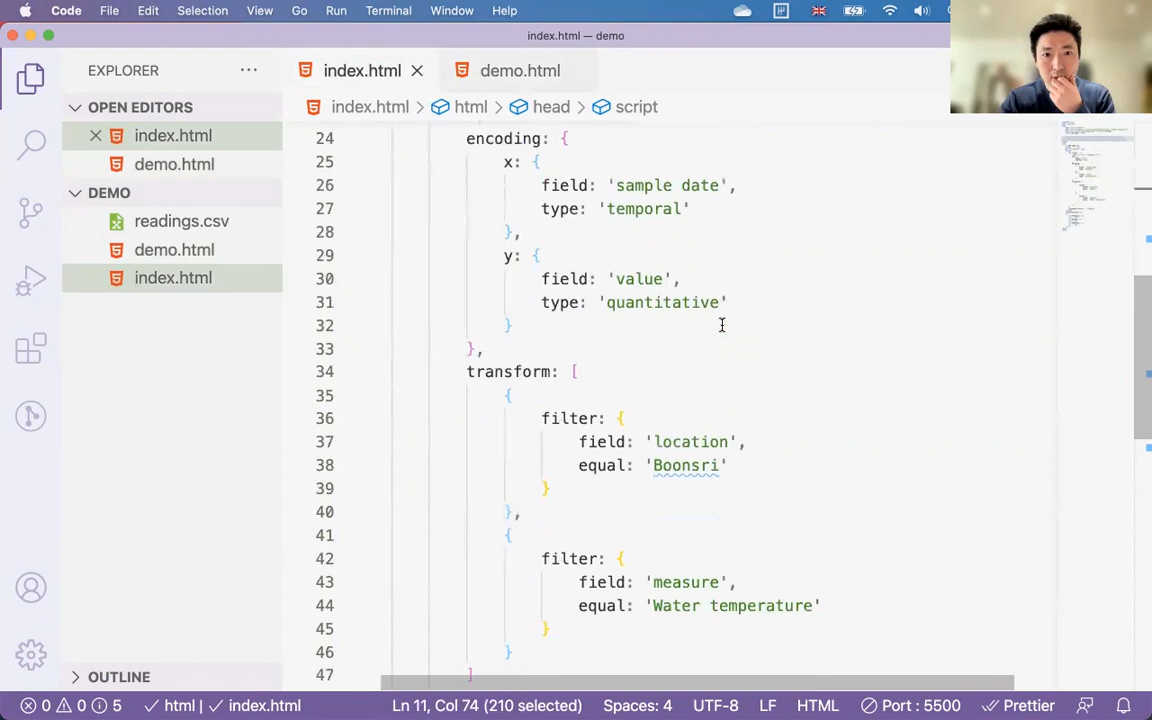 Code File Edit Selection View Go Run Terminal Window Help
index.html — demo
EXPLORER ···
index.html
demo.html
index.html > html > head > script
OPEN EDITORS
index.html
demo.html
DEMO
readings.csv
demo.html
index.html
OUTLINE
24 encoding: {
25 x: {
26 field: 'sample date',
27 type: 'temporal'
28 },
29 y: {
30 field: 'value',
31 type: 'quantitative'
32 }
33 },
34 transform: [
35 {
36 filter: {
37 field: 'location',
38 equal: 'Boonsri'
39 }
40 },
41 {
42 filter: {
43 field: 'measure',
44 equal: 'Water temperature'
45 }
46 }
47 ]
0 0 5 html | index.html Ln 11, Col 74 (210 selected) Spaces: 4 UTF-8 LF HTML Port : 5500 Prettier